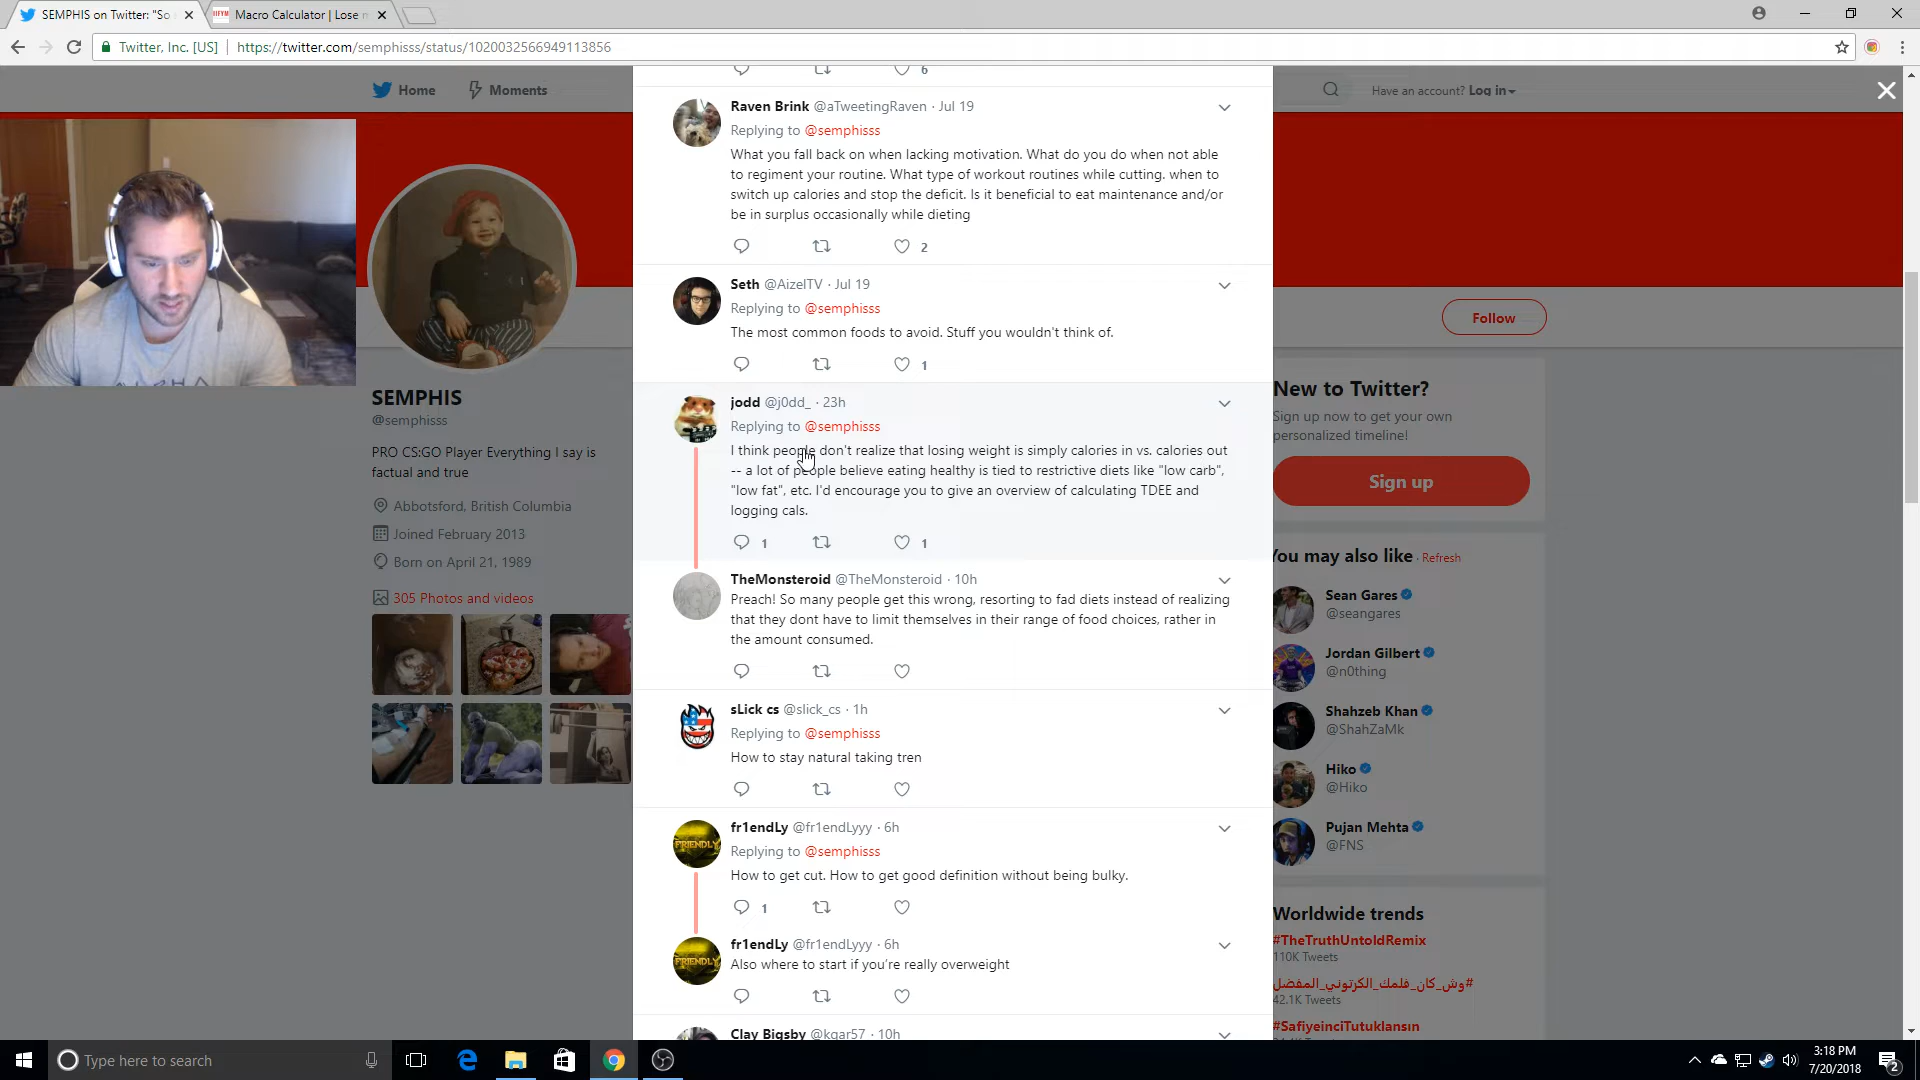 SEMPHIS on Twitter: "So
Macro Calculator | Lose
Twitter, Inc. [US]
https://twitter.com/semphisss/status/1020032566949113856
Home
Moments
Have an account? Log in
6
Raven Brink @aTweetingRaven · Jul 19
Replying to @semphisss
What you fall back on when lacking motivation. What do you do when not able
to regiment your routine. What type of workout routines while cutting. when to
switch up calories and stop the deficit. Is it beneficial to eat maintenance and/or
be in surplus occasionally while dieting
2
Seth @AizelTV · Jul 19
Replying to @semphisss
The most common foods to avoid. Stuff you wouldn't think of.
1
jodd @j0dd_ · 23h
Replying to @semphisss
I think people don't realize that losing weight is simply calories in vs. calories out
-- a lot of people believe eating healthy is tied to restrictive diets like "low carb",
"low fat", etc. I'd encourage you to give an overview of calculating TDEE and
logging cals.
1
1
TheMonsteroid @TheMonsteroid · 10h
Preach! So many people get this wrong, resorting to fad diets instead of realizing
that they dont have to limit themselves in their range of food choices, rather in
the amount consumed.
sLick cs @slick_cs · 1h
Replying to @semphisss
How to stay natural taking tren
FRIENDLY
fr1endLy @fr1endLyyy · 6h
Replying to @semphisss
How to get cut. How to get good definition without being bulky.
1
FRIENDLY
fr1endLy @fr1endLyyy · 6h
Also where to start if you're really overweight
Clay Bigsby @kgar57 · 10h
SEMPHIS
@semphisss
PRO CS:GO Player Everything I say is
factual and true
Abbotsford, British Columbia
Joined February 2013
Born on April 21, 1989
305 Photos and videos
Follow
New to Twitter?
Sign up now to get your own
personalized timeline!
Sign up
You may also like · Refresh
Sean Gares
@seangares
Jordan Gilbert
@n0thing
Shahzeb Khan
@ShahZaMk
Hiko
@Hiko
Pujan Mehta
@FNS
Worldwide trends
#TheTruthUntoldRemix
110K Tweets
#وش_كان_فلمك_الكرتوني_المفضل
42.1K Tweets
#SafiyeinciTutuklansın
Type here to search
3:18 PM
7/20/2018
2